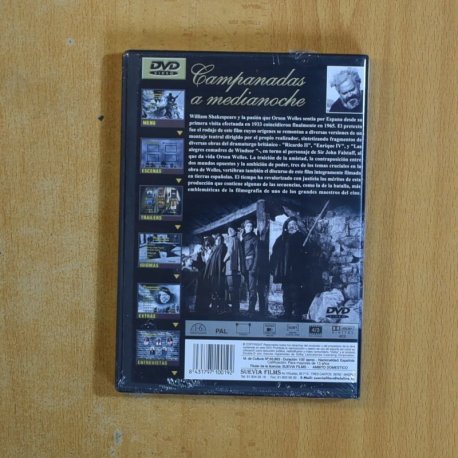 DVD
VIDEO
Campanadas
a medianoche
William Shakespeare y la pasión que Orson Welles sentía por España desde su
primera visita efectuada en 1933 coincidieron finalmente en 1965. El pretexto
fue el rodaje de este film cuyos orígenes se remontan a diversas versiones de un
montaje teatral dirigido por el propio realizador, sintetizando diversas
obras del dramaturgo británico - "Ricardo II", "Enrique IV", y "Las
alegres comadres de Windsor"-, en torno al personaje de Sir John Falstaff, al
que da vida Orson Welles. La traición de la amistad, la contraposición entre
dos mundos opuestos y la ambición de poder, tres de los temas cruciales en la
obra de Welles, vertebran también el discurso de este film íntegramente filmado
en tierras españolas. El tiempo ha revalorizado con justicia los méritos de esta
producción que contiene algunas de las secuencias, como la de la batalla, más
emblemáticas de la filmografía de uno de los grandes maestros del cine.
MENU
ESCENAS
TRAILERS
IDIOMAS
EXTRAS
ENTREVISTAS
DVD
PAL
4/3
8431797100192
SUEVIA FILMS